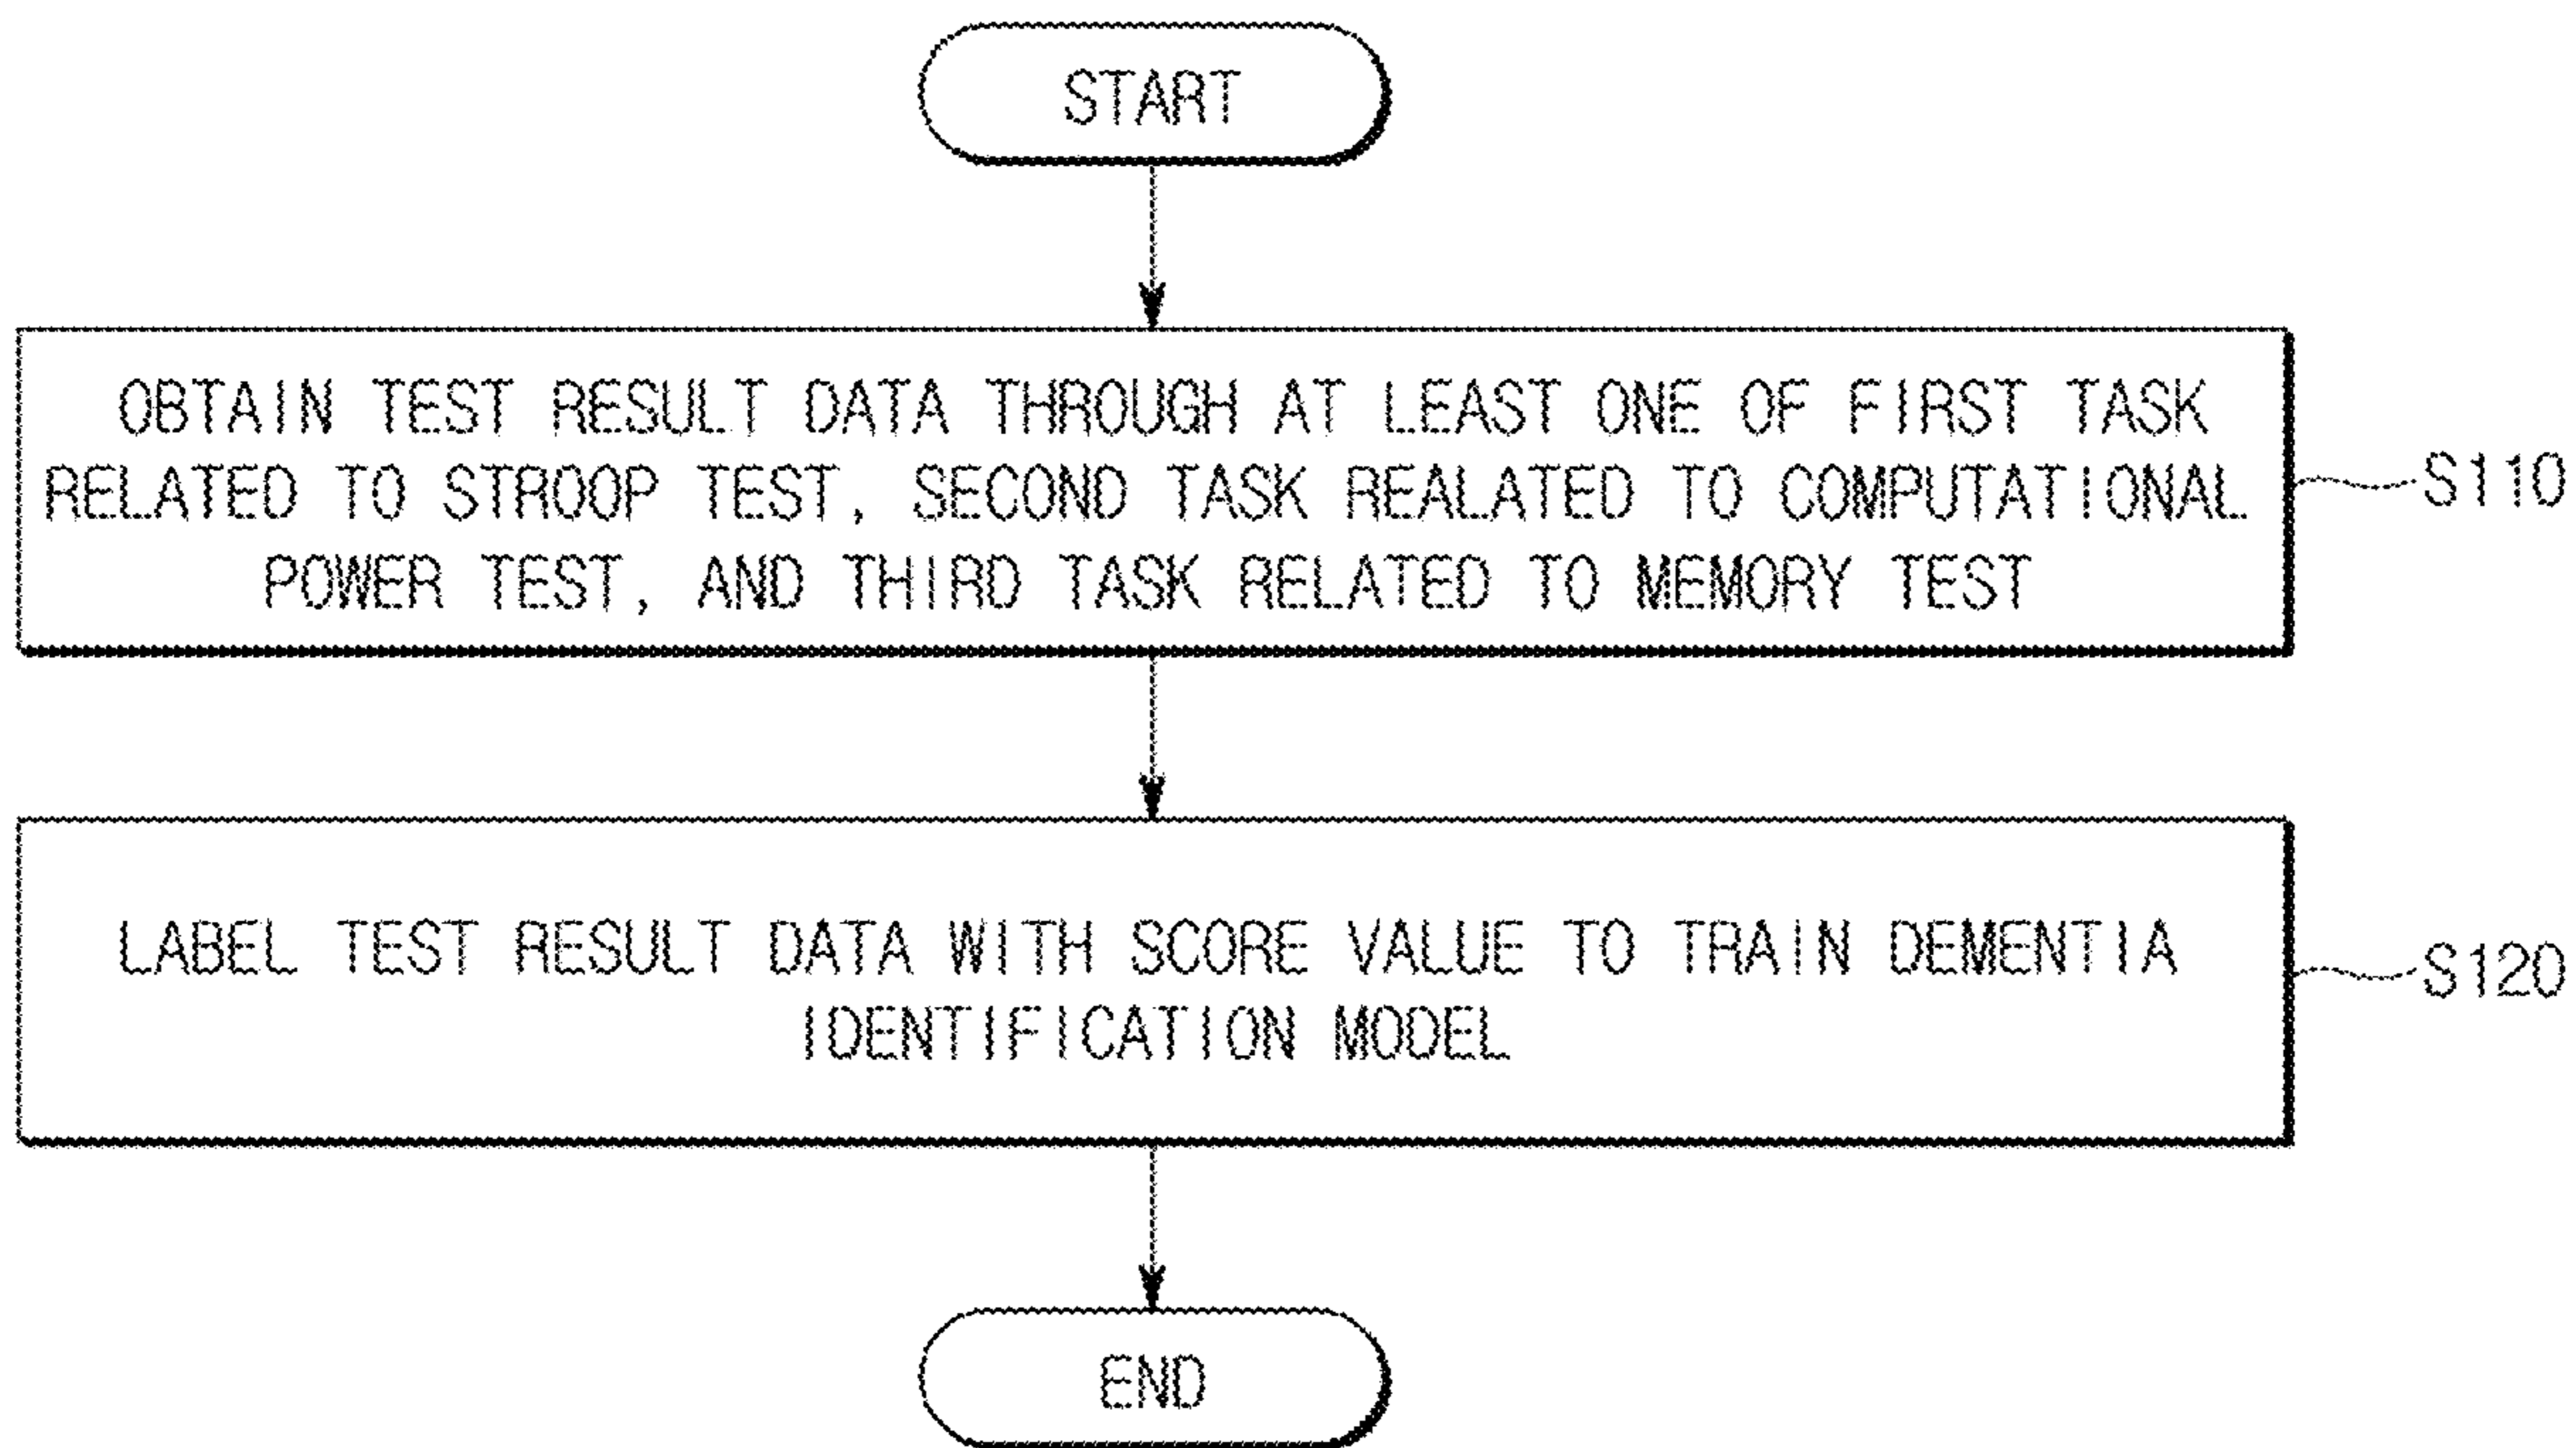 START
OBTAIN TEST RESULT DATA THROUGH AT LEAST ONE OF FIRST TASK
RELATED TO STROOP TEST, SECOND TASK REALATED TO COMPUTATIONAL
POWER TEST, AND THIRD TASK RELATED TO MEMORY TEST
S110
LABEL TEST RESULT DATA WITH SCORE VALUE TO TRAIN DEMENTIA
IDENTIFICATION MODEL
S120
END